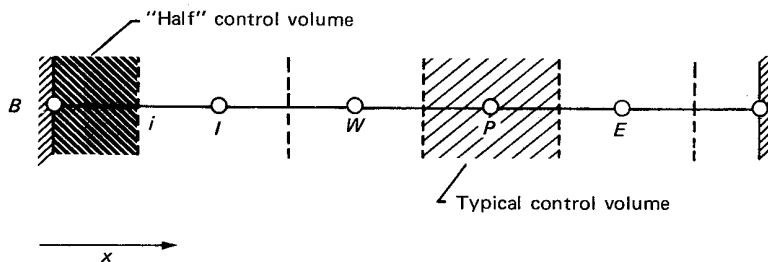 "Half" control volume
B
i
I
W
P
E
Typical control volume
x